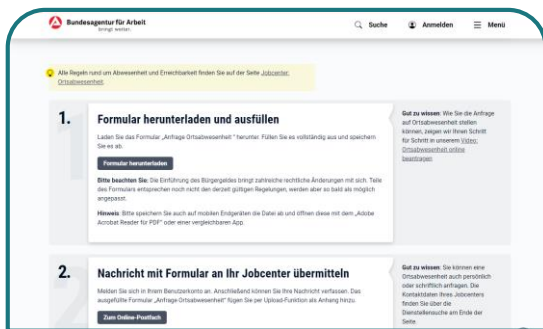 Bundesagentur für Arbeit
bringt weiter.
Suche
Anmelden
Menü
Alle Regeln rund um Abwesenheit und Erreichbarkeit finden Sie auf der Seite Jobcenter:
Ortsabwesenheit.
1.
Formular herunterladen und ausfüllen
Laden Sie das Formular „Anfrage Ortsabwesenheit“ herunter. Füllen Sie es vollständig aus und speichern
Sie es ab.
Formular herunterladen
Bitte beachten Sie: Die Einführung des Bürgergeldes bringt zahlreiche rechtliche Änderungen mit sich. Teile
des Formulars entsprechen noch nicht den derzeit gültigen Regelungen, werden aber so bald als möglich
angepasst.
Hinweis: Bitte speichern Sie auch auf mobilen Endgeräten die Datei ab und öffnen diese mit dem „Adobe
Acrobat Reader für PDF“ oder einer vergleichbaren App.
Gut zu wissen: Wie Sie die Anfrage
auf Ortsabwesenheit stellen
können, zeigen wir Ihnen Schritt
für Schritt in unserem Video:
Ortsabwesenheit online
beantragen.
2.
Nachricht mit Formular an Ihr Jobcenter übermitteln
Melden Sie sich in Ihrem Benutzerkonto an. Anschließend können Sie Ihre Nachricht verfassen. Das
ausgefüllte Formular „Anfrage-Ortsabwesenheit“ fügen Sie per Upload-Funktion als Anhang hinzu.
Zum Online-Postfach
Gut zu wissen: Sie können eine
Ortsabwesenheit auch persönlich
oder schriftlich anfragen. Die
Kontaktdaten Ihres Jobcenters
finden Sie über die
Dienststellensuche am Ende der
Seite.